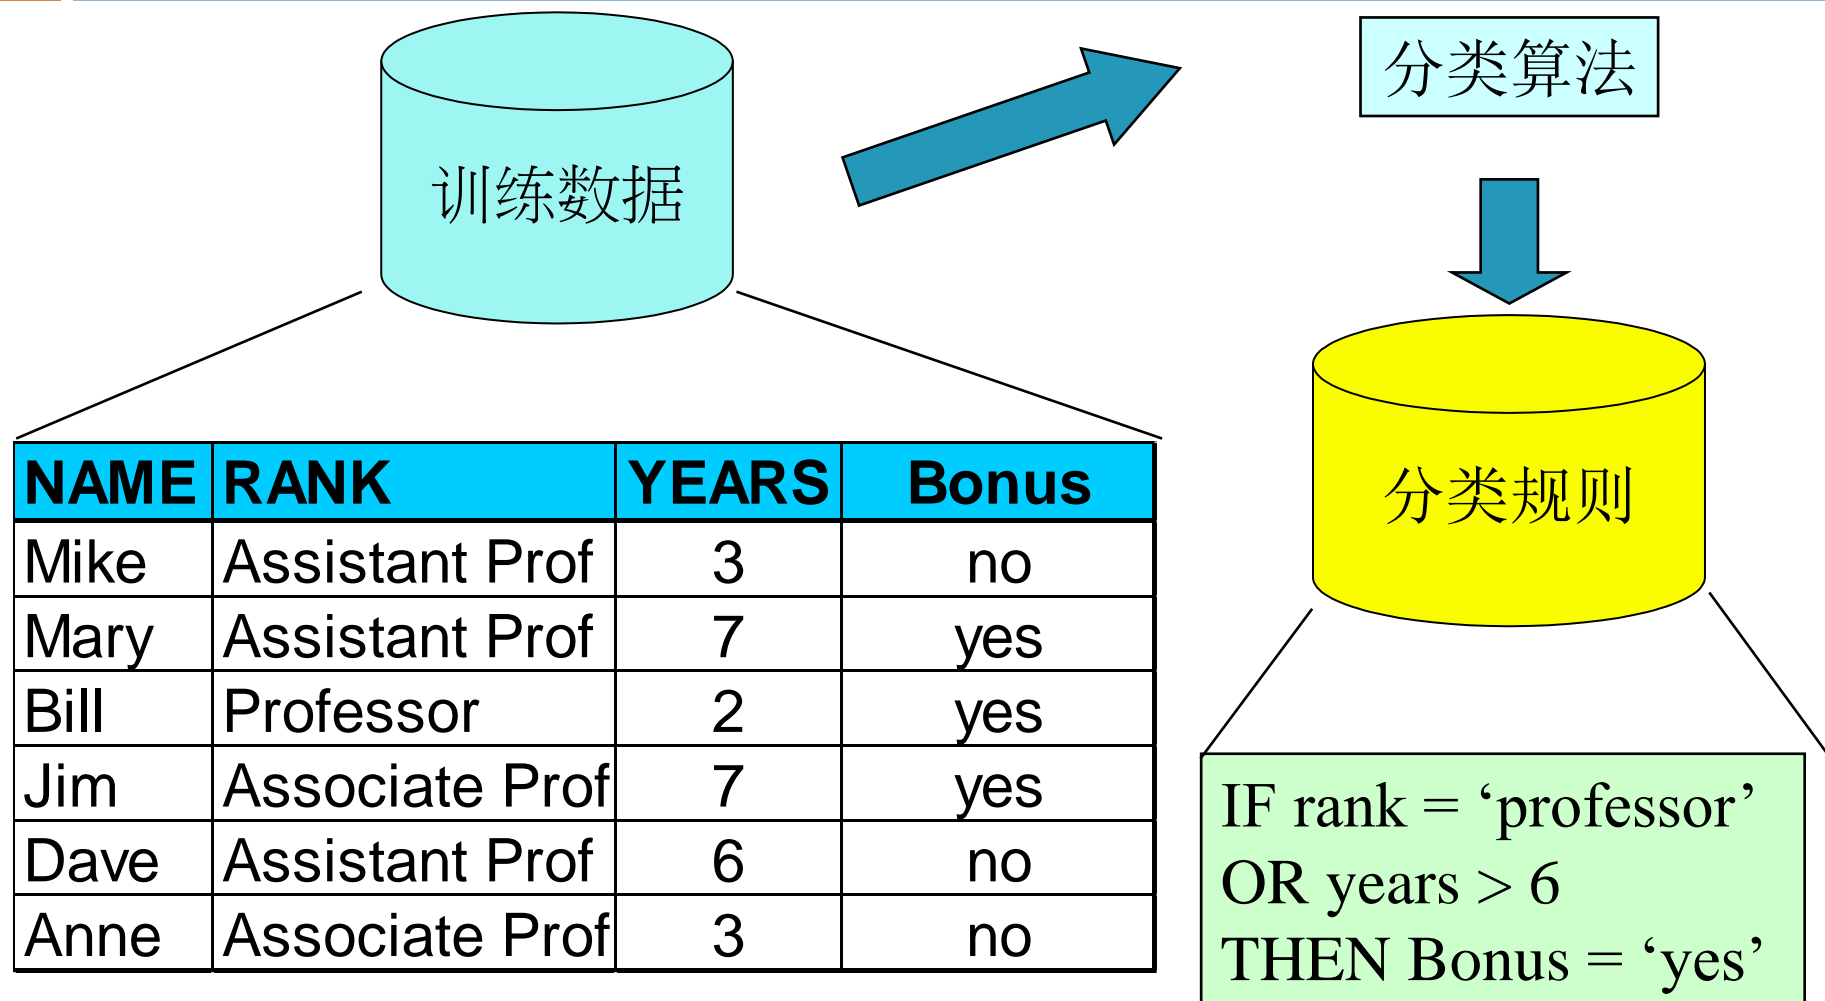 训练数据
分类算法
分类规则
NAME RANK YEARS Bonus
Mike Assistant Prof 3 no
Mary Assistant Prof 7 yes
Bill Professor 2 yes
Jim Associate Prof 7 yes
Dave Assistant Prof 6 no
Anne Associate Prof 3 no
IF rank = ‘professor’
OR years > 6
THEN Bonus = ‘yes’